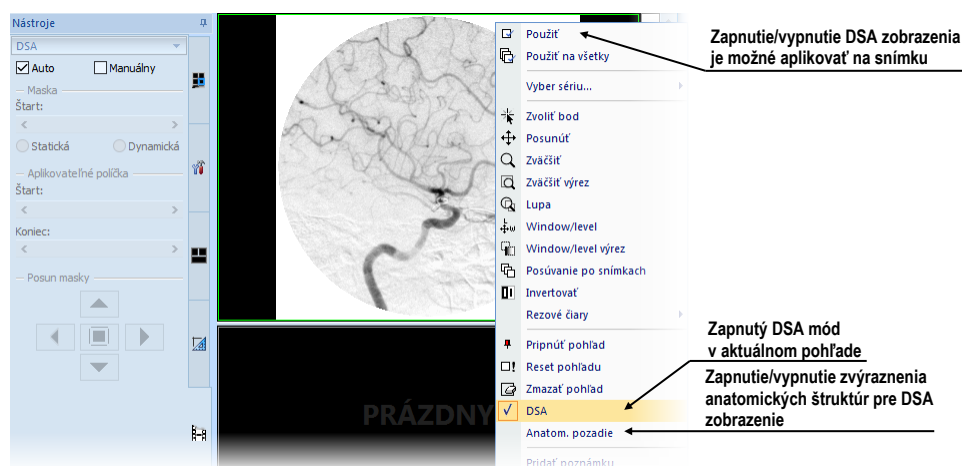 Nástroje
DSA
Auto
Manuálny
Maska
Štart:
Statická
Dynamická
Aplikovateľné políčka
Štart:
Koniec:
Posun masky
PRÁZDNY
Použiť
Použiť na všetky
Vyber sériu...
Zvoliť bod
Posunúť
Zväčšiť
Zväčšiť výrez
Lupa
Window/level
Window/level výrez
Posúvanie po snímkach
Invertovať
Rezové čiary
Pripnúť pohľad
Reset pohľadu
Zmazať pohľad
DSA
Anatom. pozadie
Pridať poznámku
Zapnutie/vypnutie DSA zobrazenia
je možné aplikovať na snímku
Zapnutý DSA mód
v aktuálnom pohľade
Zapnutie/vypnutie zvýraznenia
anatomických štruktúr pre DSA
zobrazenie